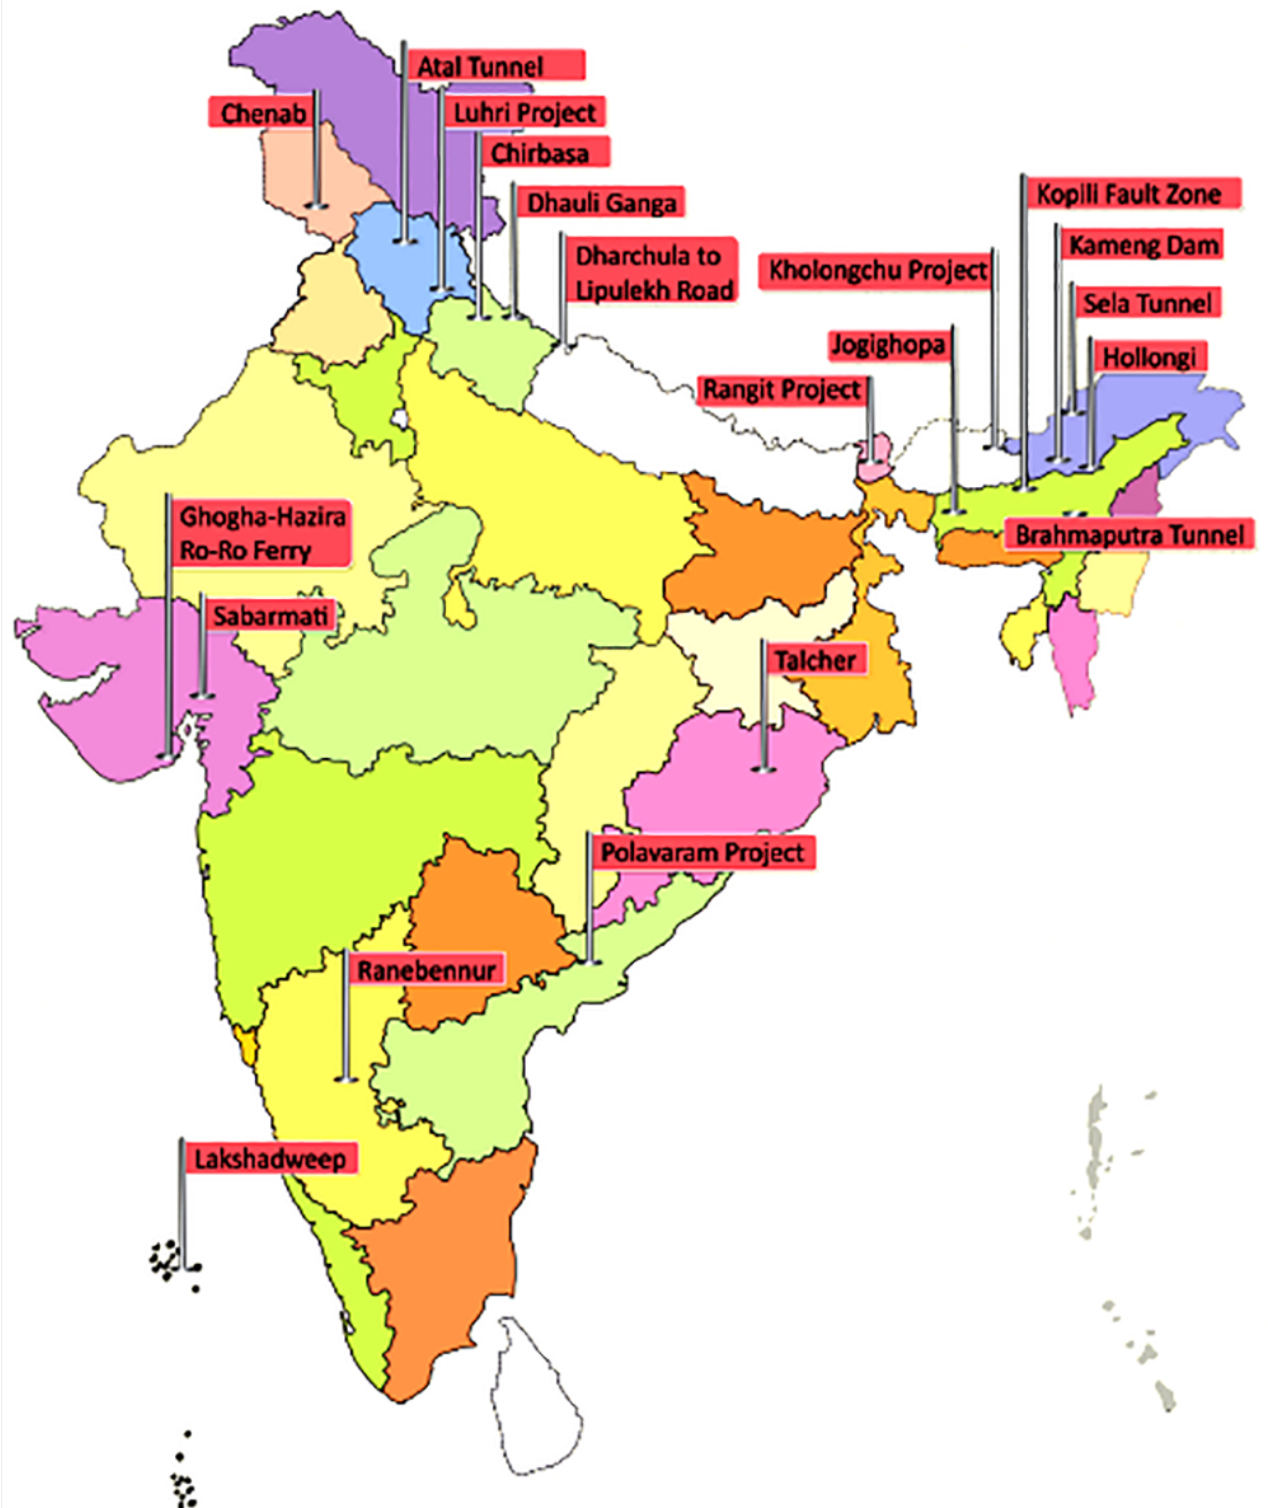 Atal Tunnel
Chenab
Luhri Project
Chirbasa
Dhauli Ganga
Dharchula to
Lipulekh Road
Kopili Fault Zone
Kameng Dam
Kholongchu Project
Sela Tunnel
Jogighopa
Hollongi
Rangit Project
Ghogha-Hazira
Ro-Ro Ferry
Brahmaputra Tunnel
Sabarmati
Talcher
Polavaram Project
Ranebennur
Lakshadweep